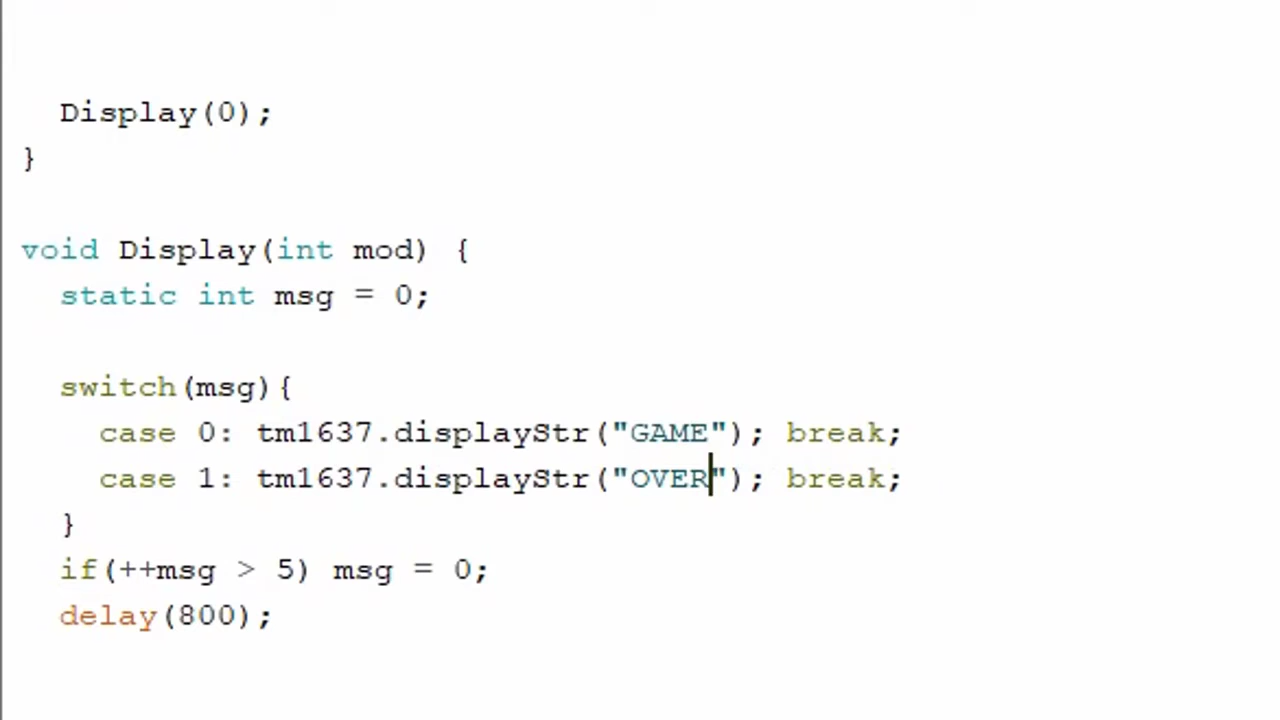 Display(0);
}
void Display(int mod) {
static int msg = 0;
switch(msg){
case 0: tm1637.displayStr("GAME"); break;
case 1: tm1637.displayStr("OVER"); break;
}
if(++msg > 5) msg = 0;
delay(800);